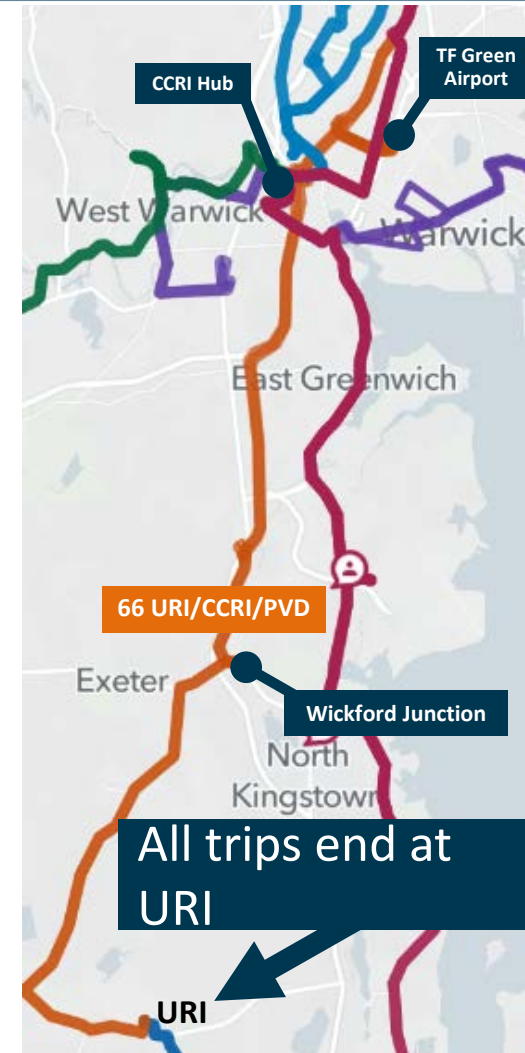 TF Green
Airport
CCRI Hub
West Warwick
Warwick
East Greenwich
66 URI/CCRI/PVD
Exeter
Wickford Junction
North
Kingstown
All trips end at
URI
URI